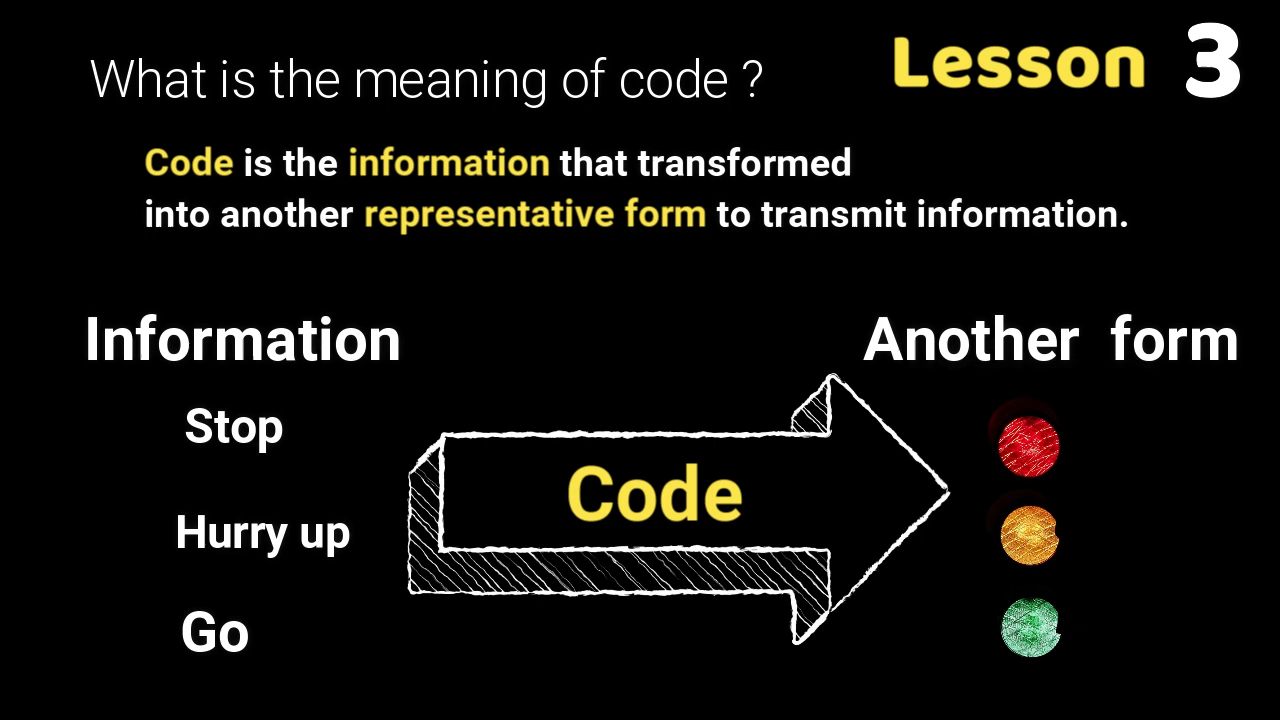 What is the meaning of code ?
Lesson 3
Code is the information that transformed
into another representative form to transmit information.
Information
Another form
Stop
Hurry up
Go
Code